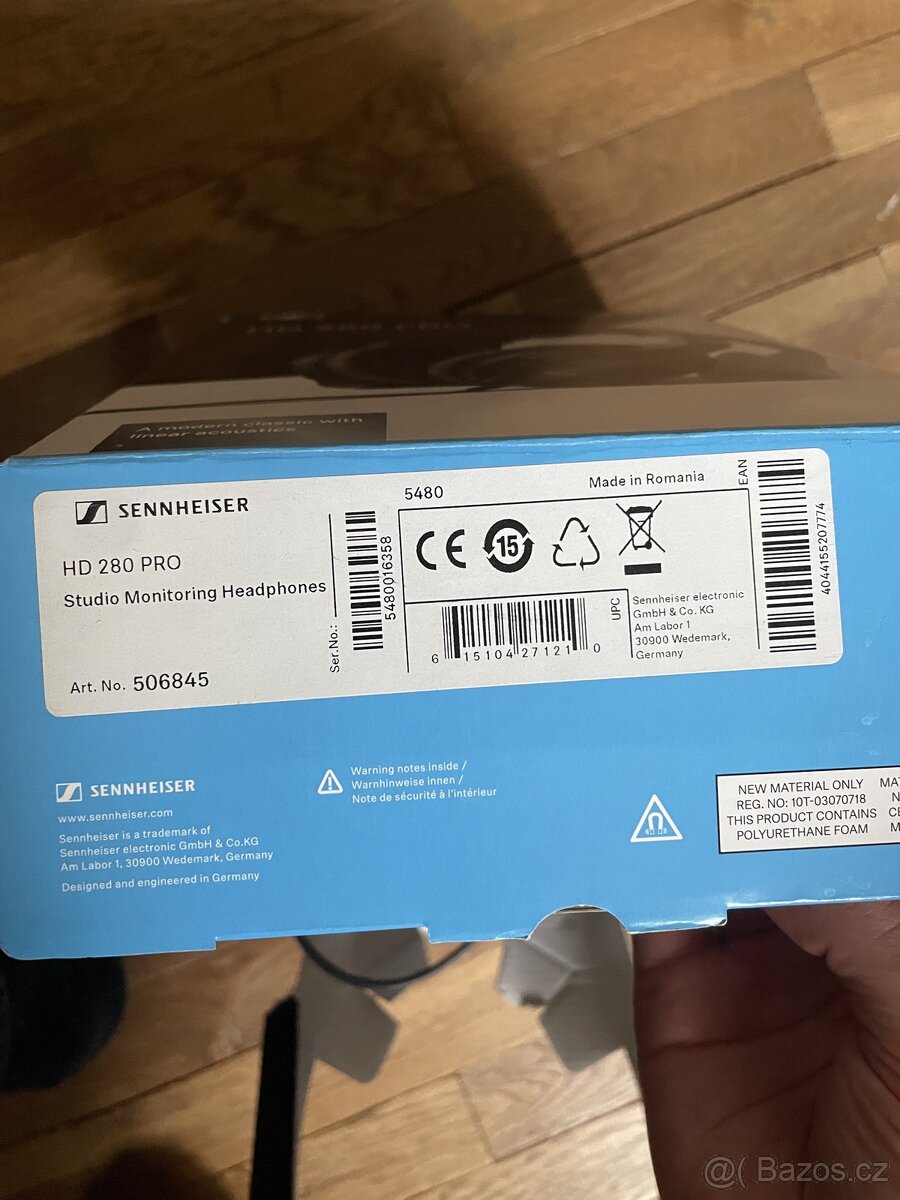 A modern classic with
linear acoustics
SENNHEISER
HD 280 PRO
Studio Monitoring Headphones
Art. No. 506845
Ser.No.:
5480016358
5480
Made in Romania
CE
15
6 15104 27121 0
UPC
Sennheiser electronic
GmbH & Co. KG
Am Labor 1
30900 Wedemark,
Germany
EAN
4044155207774
SENNHEISER
www.sennheiser.com
Sennheiser is a trademark of
Sennheiser electronic GmbH & Co.KG
Am Labor 1, 30900 Wedemark, Germany
Designed and engineered in Germany
Warning notes inside /
Warnhinweise innen /
Note de sécurité à l'intérieur
NEW MATERIAL ONLY
REG. NO: 10T-03070718
THIS PRODUCT CONTAINS
POLYURETHANE FOAM
@( Bazos.cz